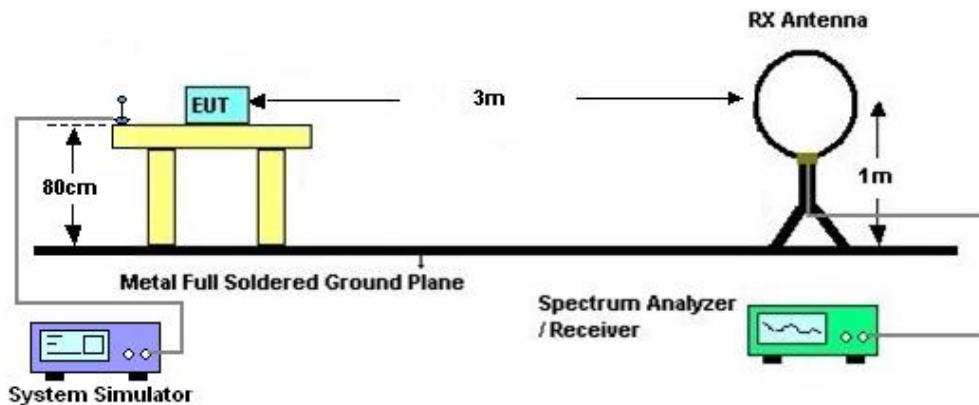 RX Antenna
EUT
3m
80cm
1m
Metal Full Soldered Ground Plane
Spectrum Analyzer
/ Receiver
System Simulator